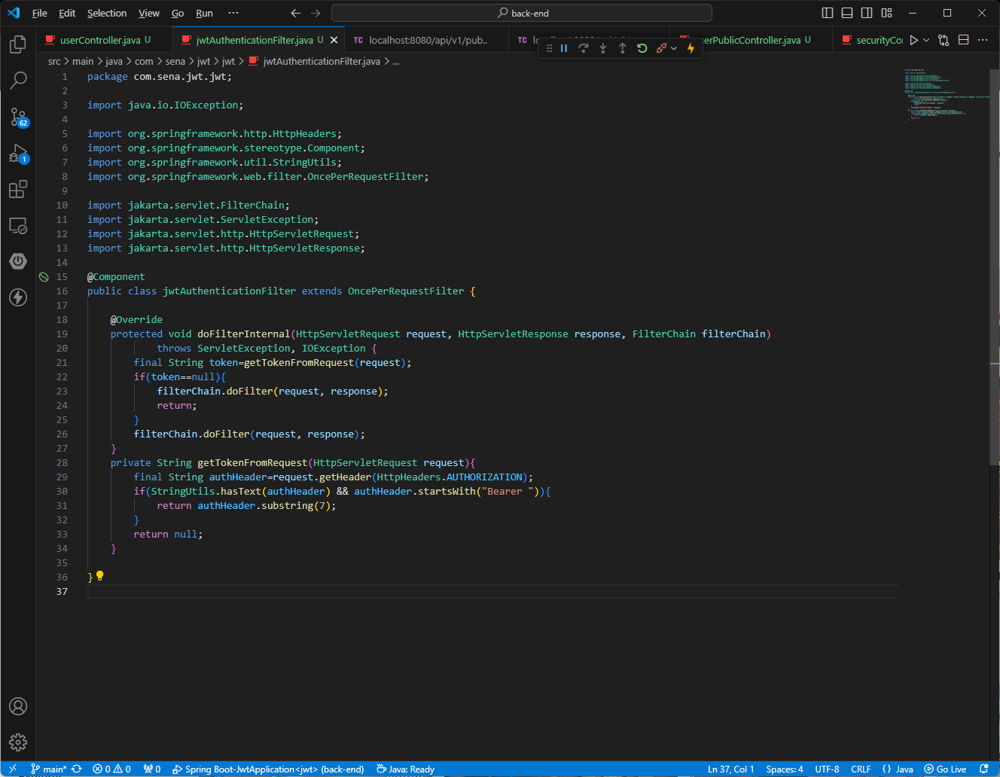 File Edit Selection View Go Run ··· back-end
userController.java U jwtAuthenticationFilter.java U TC localhost:8080/api/v1/pub.. TC PublicController.java U securityCo
src > main > java > com > sena > jwt > jwt > jwtAuthenticationFilter.java > ...
1 package com.sena.jwt.jwt;
2
3 import java.io.IOException;
4
5 import org.springframework.http.HttpHeaders;
6 import org.springframework.stereotype.Component;
7 import org.springframework.util.StringUtils;
8 import org.springframework.web.filter.OncePerRequestFilter;
9
10 import jakarta.servlet.FilterChain;
11 import jakarta.servlet.ServletException;
12 import jakarta.servlet.http.HttpServletRequest;
13 import jakarta.servlet.http.HttpServletResponse;
14
15 @Component
16 public class jwtAuthenticationFilter extends OncePerRequestFilter {
17
18 @Override
19 protected void doFilterInternal(HttpServletRequest request, HttpServletResponse response, FilterChain filterChain)
20 throws ServletException, IOException {
21 final String token=getTokenFromRequest(request);
22 if(token==null){
23 filterChain.doFilter(request, response);
24 return;
25 }
26 filterChain.doFilter(request, response);
27 }
28 private String getTokenFromRequest(HttpServletRequest request){
29 final String authHeader=request.getHeader(HttpHeaders.AUTHORIZATION);
30 if(StringUtils.hasText(authHeader) && authHeader.startsWith("Bearer ")){
31 return authHeader.substring(7);
32 }
33 return null;
34 }
35
36 }
37
62
1
main* 0 0 0 Spring Boot-JwtApplication<jwt> (back-end) Java: Ready Ln 37, Col 1 Spaces: 4 UTF-8 CRLF {} Java Go Live